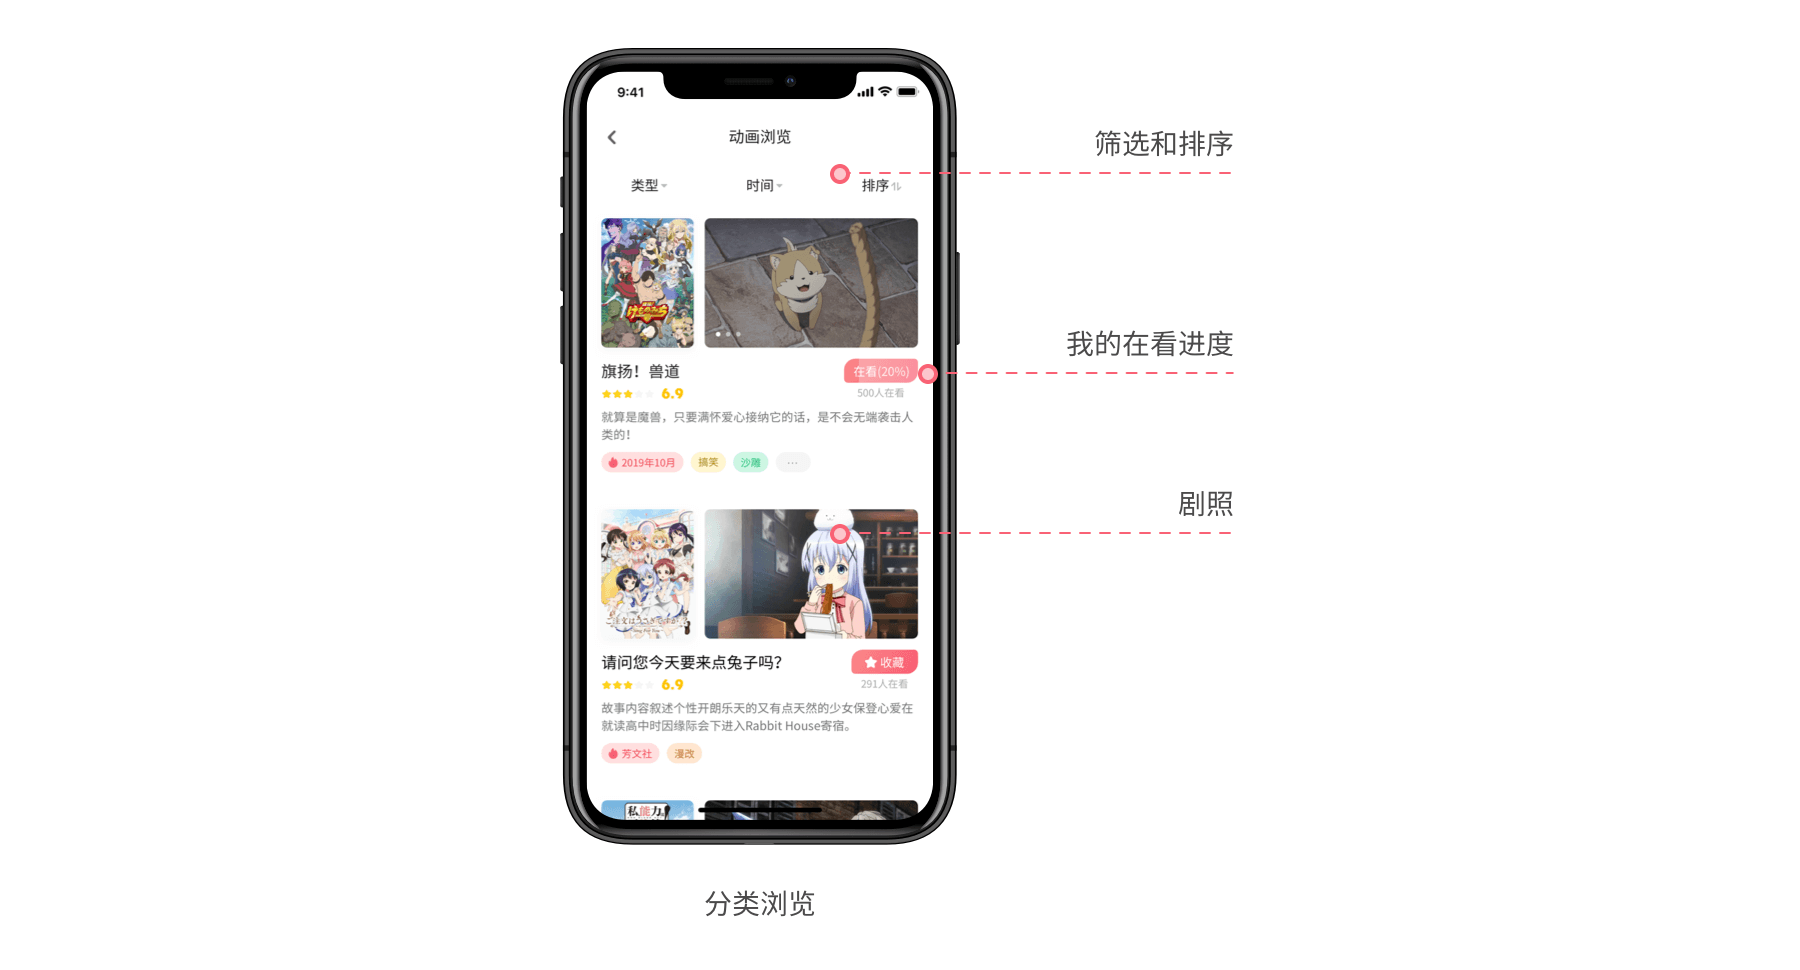 9:41
动画浏览
类型
时间
排序
筛选和排序
旗扬！兽道
在看(20%)
我的在看进度
6.9
500人在看
就算是魔兽，只要满怀爱心接纳它的话，是不会无端袭击人
类的！
2019年10月
搞笑
沙雕
···
剧照
请问您今天要来点兔子吗？
收藏
6.9
291人在看
故事内容叙述个性开朗乐天的又有点天然的少女保登心爱在
就读高中时因缘际会下进入Rabbit House寄宿。
芳文社
漫改
私能力
分类浏览